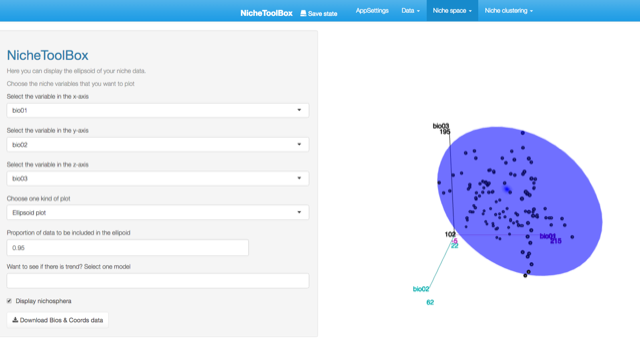 NicheToolBox Save state AppSettings Data Niche space Niche clustering
NicheToolBox
Here you can display the ellipsoid of your niche data.
Choose the niche variables that you want to plot
Select the variable in the x-axis
bio01
Select the variable in the y-axis
bio02
Select the variable in the z-axis
bio03
Choose one kind of plot
Ellipsoid plot
Proportion of data to be included in the ellipoid
0.95
Want to see if there is trend? Select one model
Display nichosphera
Download Bios & Coords data
bio03
195
102
-5
22
bio01
215
bio02
62